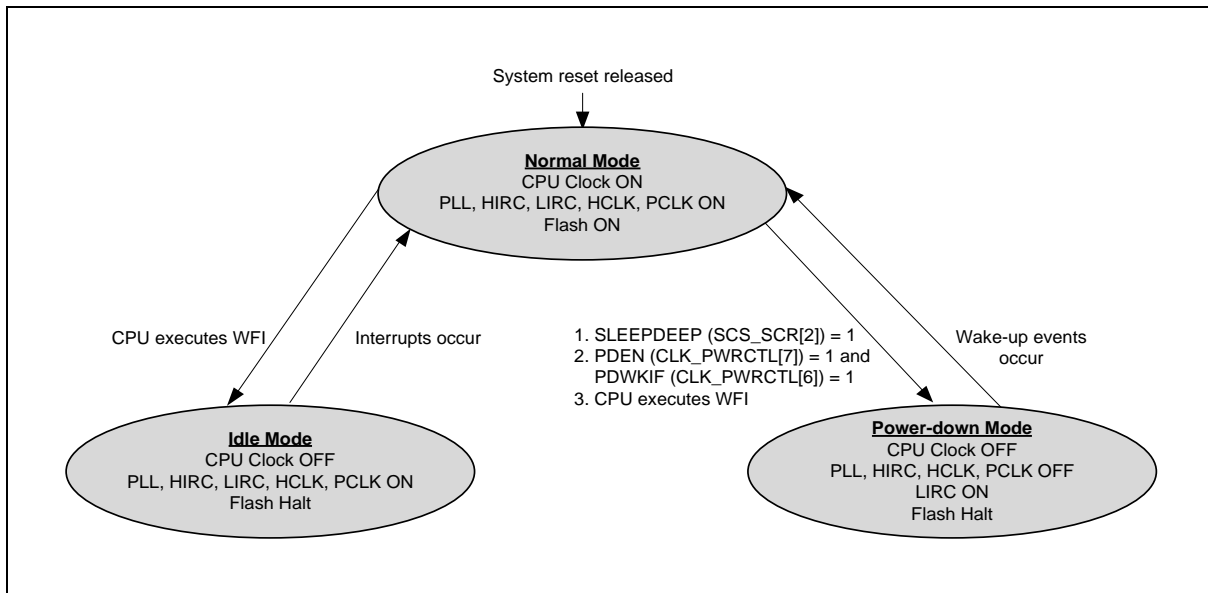 System reset released
Normal Mode
CPU Clock ON
PLL, HIRC, LIRC, HCLK, PCLK ON
Flash ON
CPU executes WFI
Interrupts occur
1. SLEEPDEEP (SCS_SCR[2]) = 1
2. PDEN (CLK_PWRCTL[7]) = 1 and
PDWKIF (CLK_PWRCTL[6]) = 1
3. CPU executes WFI
Wake-up events
occur
Idle Mode
CPU Clock OFF
PLL, HIRC, LIRC, HCLK, PCLK ON
Flash Halt
Power-down Mode
CPU Clock OFF
PLL, HIRC, HCLK, PCLK OFF
LIRC ON
Flash Halt